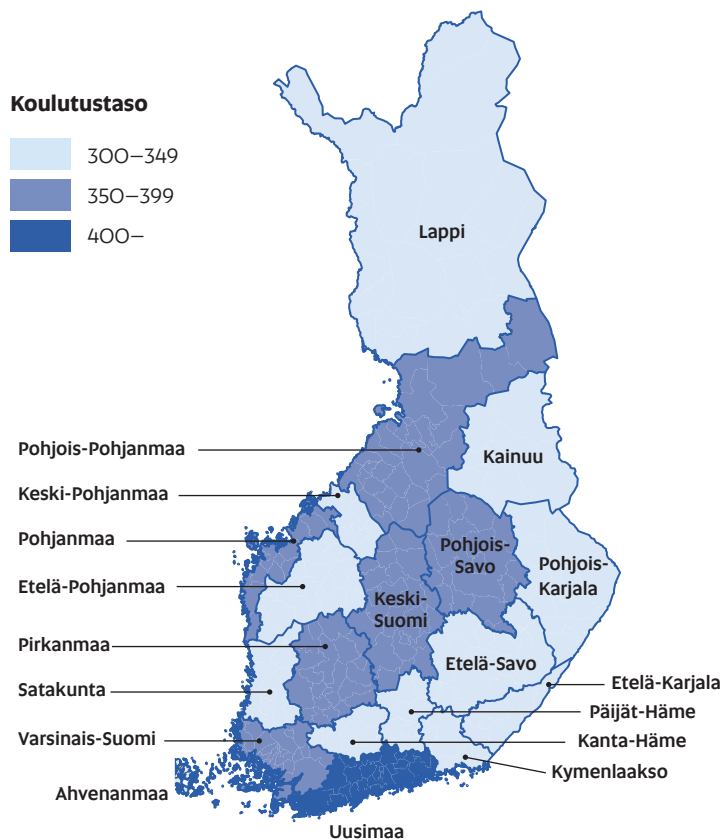 Koulutustaso
300–349
350–399
400–
Lappi
Pohjois-Pohjanmaa
Kainuu
Keski-Pohjanmaa
Pohjanmaa
Pohjois-
Savo
Pohjois-
Karjala
Etelä-Pohjanmaa
Keski-
Suomi
Pirkanmaa
Etelä-Savo
Satakunta
Etelä-Karjala
Päijät-Häme
Varsinais-Suomi
Kanta-Häme
Kymenlaakso
Ahvenanmaa
Uusimaa